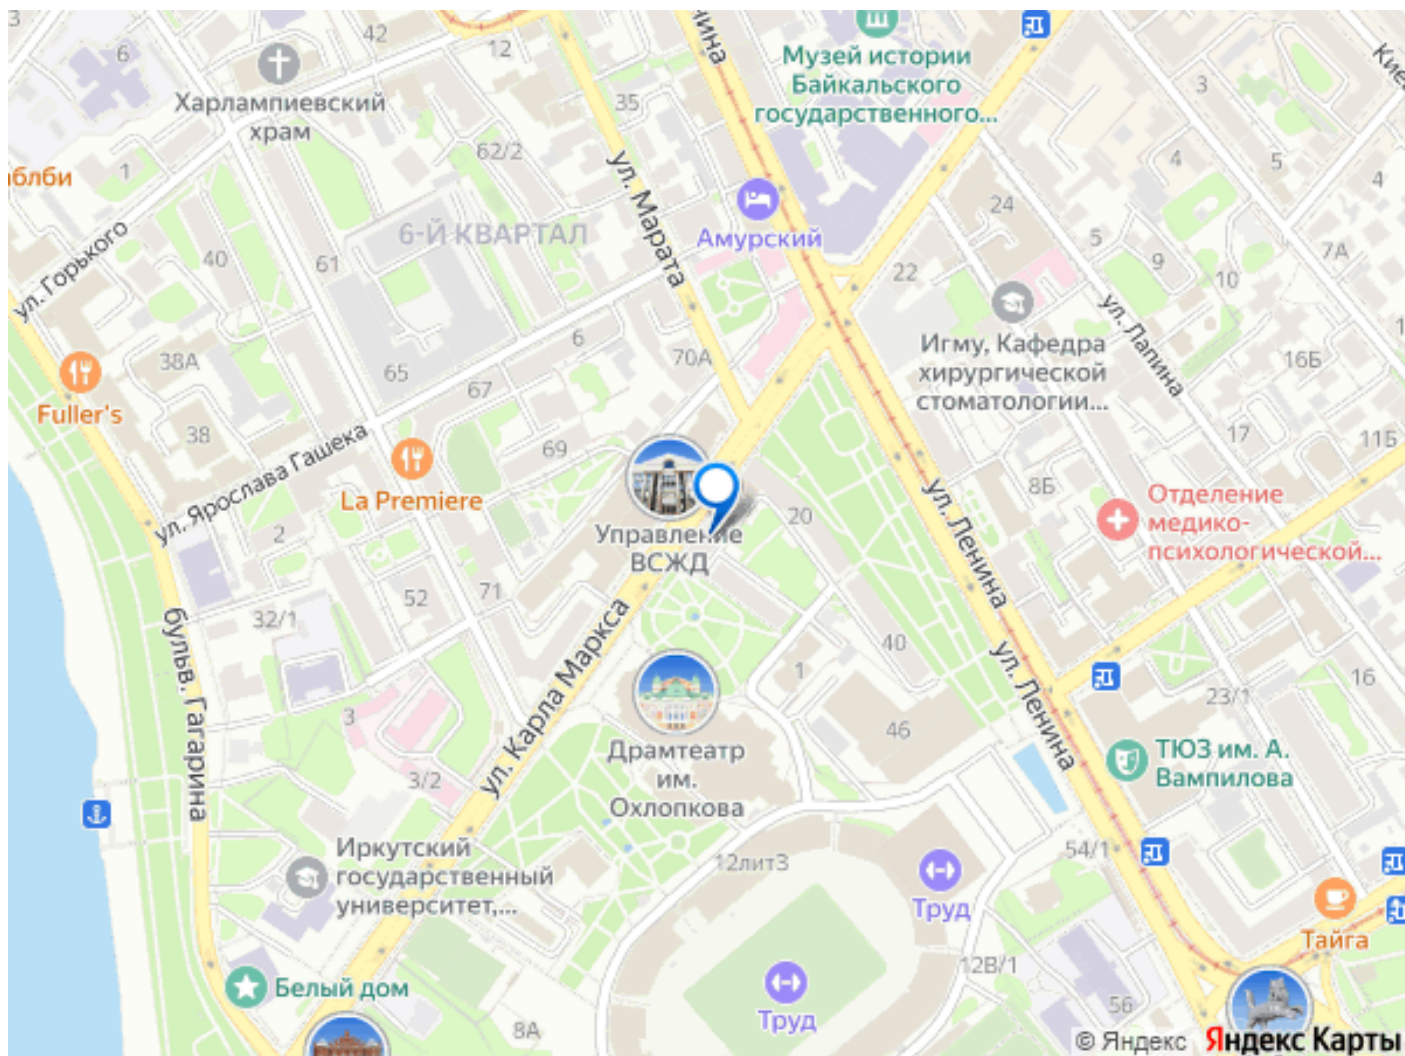 42
12
6
3
Харлампиевский
храм
35
нина
Музей истории
Байкальского
государственного...
3
4
5
4
аблби
1
62/2
ул. Марата
6-Й КВАРТАЛ
Амурский
24
5
9
10
7А
ул. Горького
40
61
22
ул. Лапина
Игму, Кафедра
хирургической
стоматологии...
16Б
38А
65
67
6
70А
Fuller's
38
ул. Ярослава Гашека
69
La Premiere
17
11Б
8Б
Отделение
медико-
психологической...
2
20
ул. Ленина
Управление
ВСЖД
52
71
32/1
бульв. Гагарина
ул. Карла Маркса
40
1
ул. Ленина
16
23/1
3
46
3/2
Драмтеатр
им.
Охлопкова
ТЮЗ им. А.
Вампилова
Иркутский
государственный
университет,...
12лит3
54/1
Труд
Тайга
12В/1
Белый дом
Труд
56
8А
© Яндекс Яндекс Карты